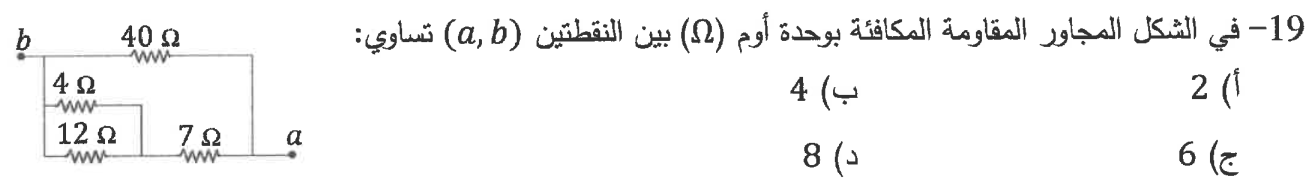 19- في الشكل المجاور المقاومة المكافئة بوحدة أوم (Ω) بين النقطتين (a, b) تساوي:
أ) 2 ب) 4
ج) 6 د) 8
b 40 Ω
4 Ω
12 Ω 7 Ω a